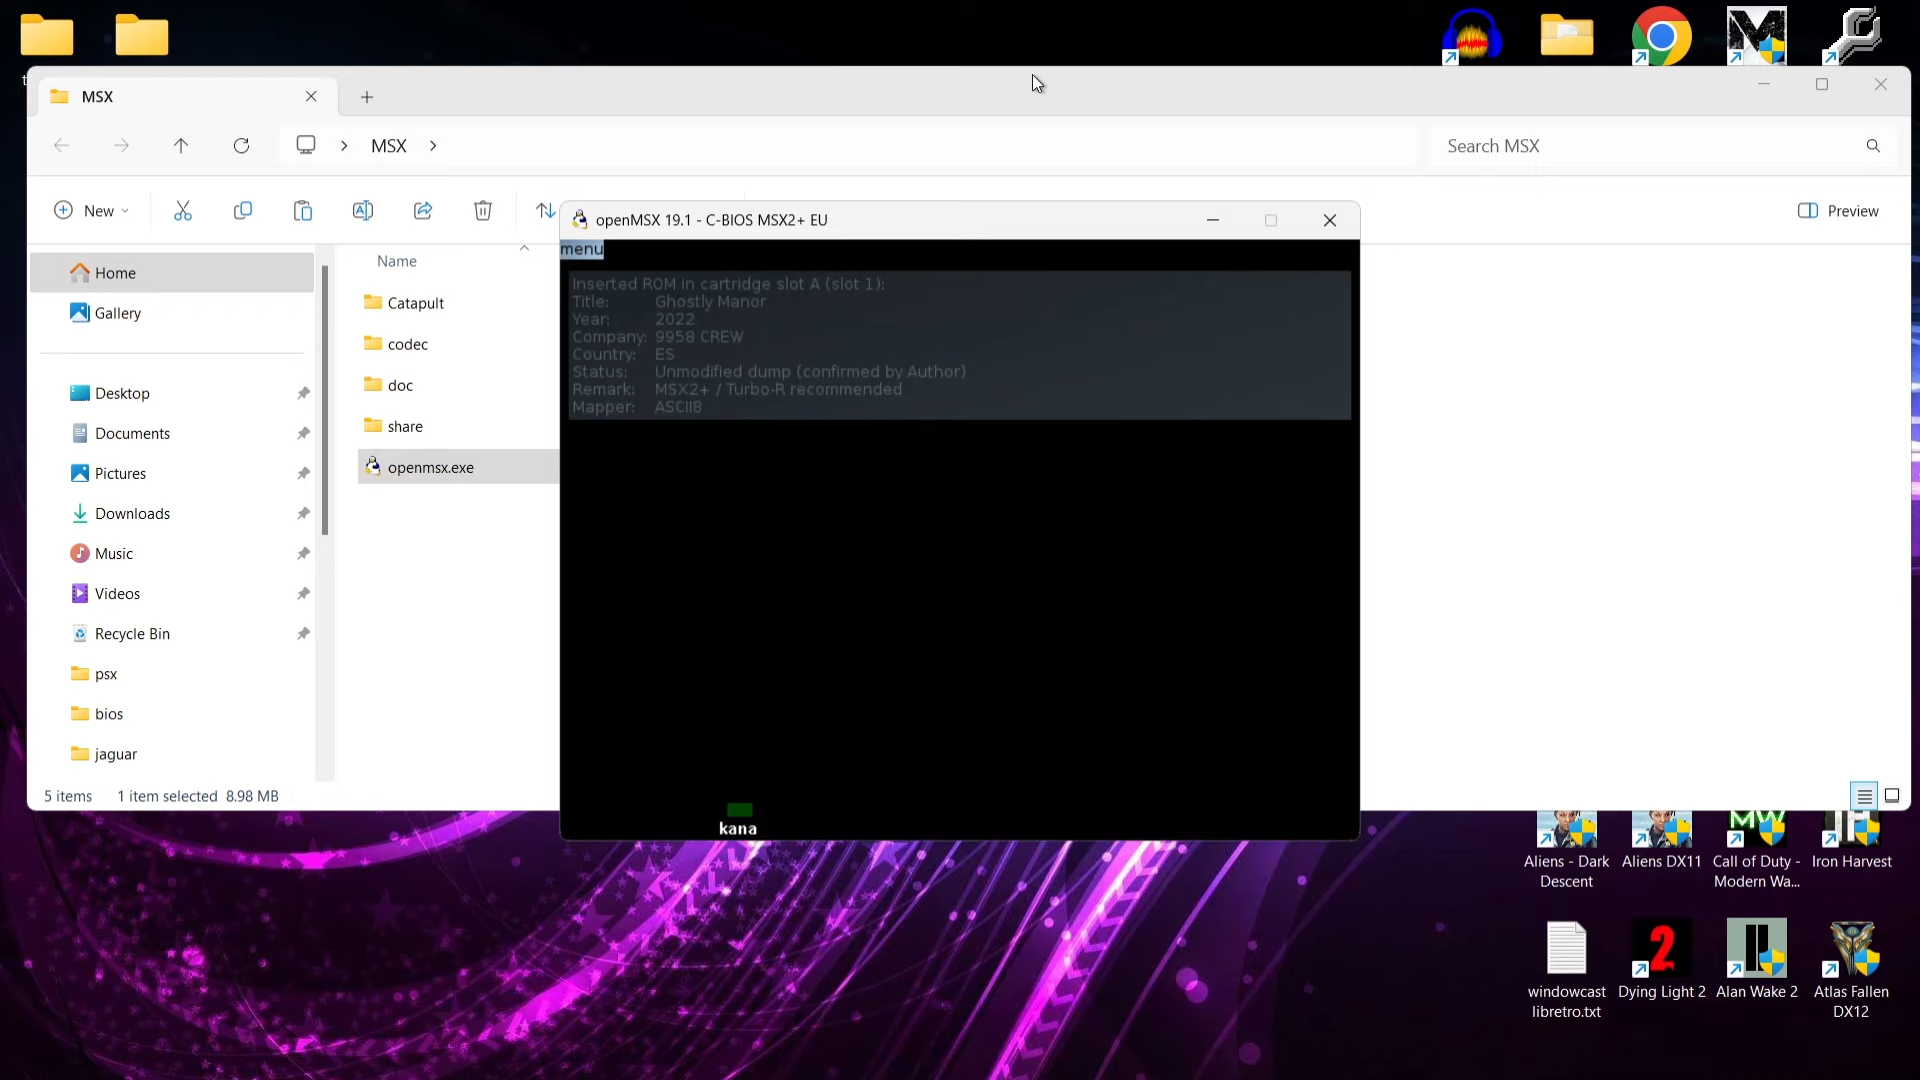 MSX
MSX
Search MSX
New
Preview
openMSX 19.1 - C-BIOS MSX2+ EU
menu
Inserted ROM in cartridge slot A (slot 1):
Title: Ghostly Manor
Year: 2022
Company: 9958 CREW
Country: ES
Status: Unmodified dump (confirmed by Author)
Remark: MSX2+ / Turbo-R recommended
Mapper: ASCII8
kana
Home
Gallery
Desktop
Documents
Pictures
Downloads
Music
Videos
Recycle Bin
psx
bios
jaguar
Name
Catapult
codec
doc
share
openmsx.exe
5 items 1 item selected 8.98 MB
MW
Aliens - Dark
Descent
Aliens DX11
Call of Duty -
Modern Wa...
Iron Harvest
2
windowcast
libretro.txt
Dying Light 2
Alan Wake 2
Atlas Fallen
DX12